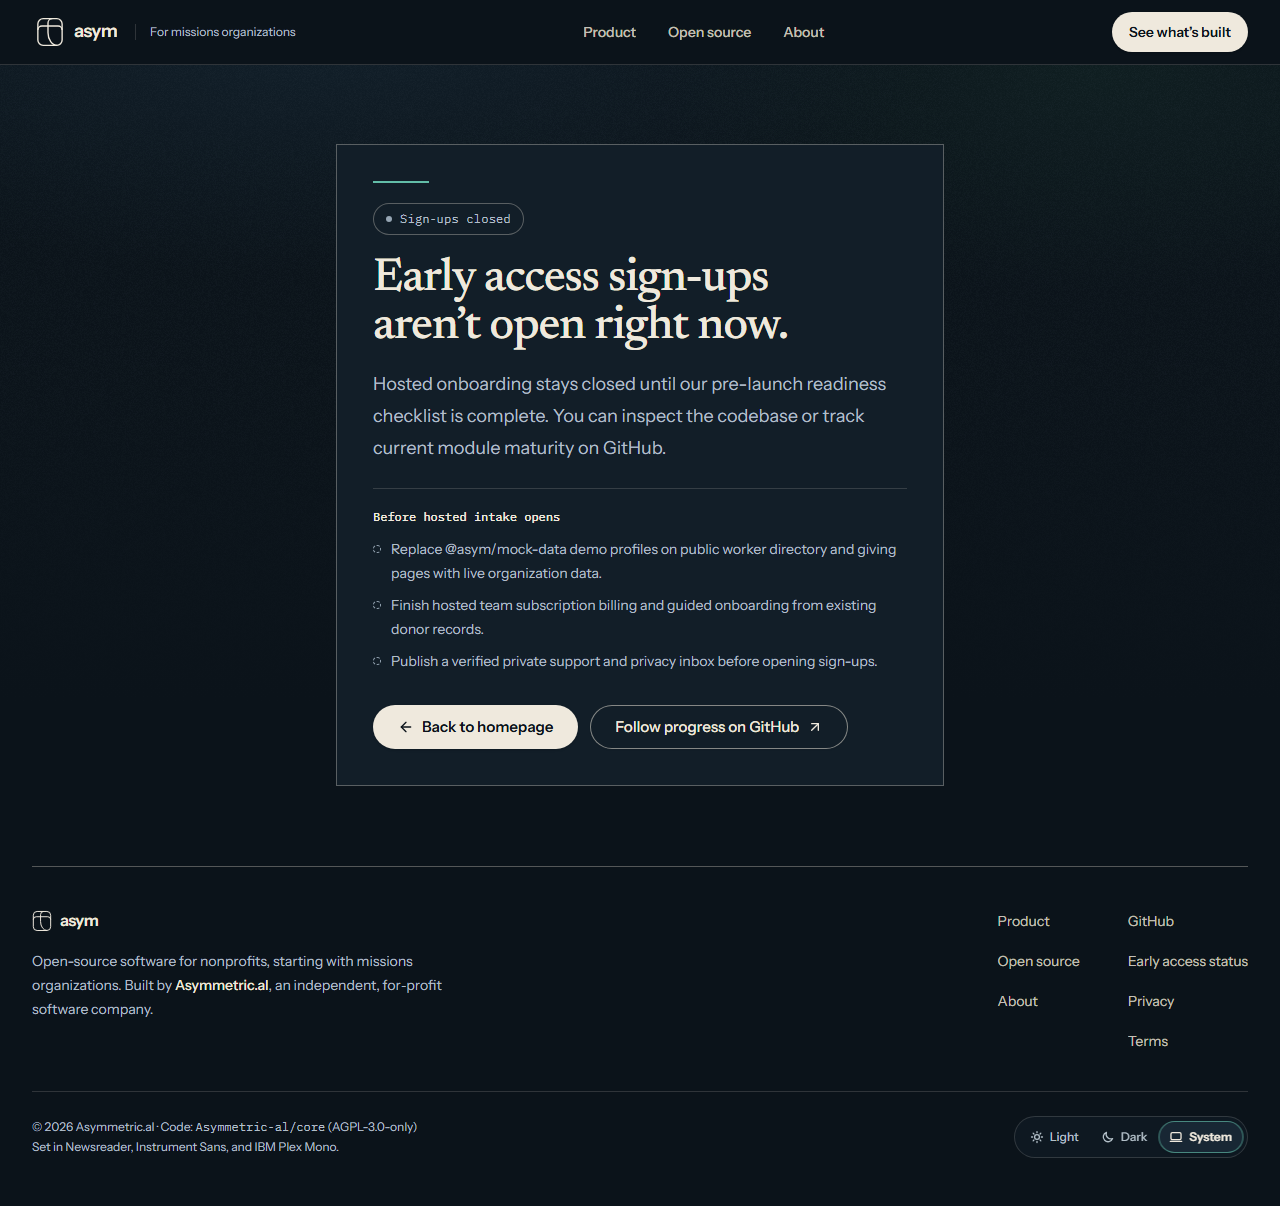 asym
For missions organizations
Product
Open source
About
See what’s built
Sign-ups closed
Early access sign-ups
aren’t open right now.
Hosted onboarding stays closed until our pre-launch readiness
checklist is complete. You can inspect the codebase or track
current module maturity on GitHub.
Before hosted intake opens
Replace @asym/mock-data demo profiles on public worker directory and giving
pages with live organization data.
Finish hosted team subscription billing and guided onboarding from existing
donor records.
Publish a verified private support and privacy inbox before opening sign-ups.
Back to homepage
Follow progress on GitHub
asym
Open-source software for nonprofits, starting with missions
organizations. Built by Asymmetric.al, an independent, for-profit
software company.
Product
Open source
About
GitHub
Early access status
Privacy
Terms
© 2026 Asymmetric.al · Code: Asymmetric-al/core (AGPL-3.0-only)
Set in Newsreader, Instrument Sans, and IBM Plex Mono.
Light
Dark
System